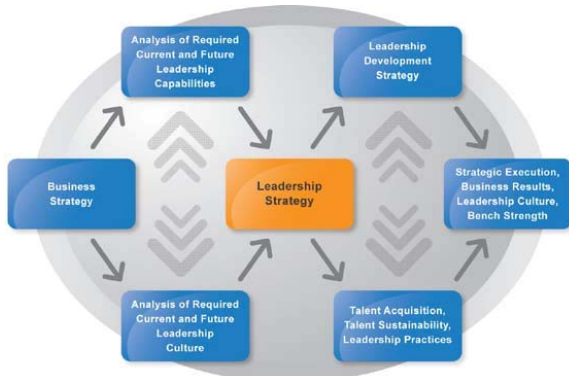 Analysis of Required
Current and Future
Leadership
Capabilities
Leadership
Development
Strategy
Business
Strategy
Leadership
Strategy
Strategic Execution,
Business Results,
Leadership Culture,
Bench Strength
Analysis of Required
Current and Future
Leadership
Culture
Talent Acquisition,
Talent Sustainability,
Leadership Practices